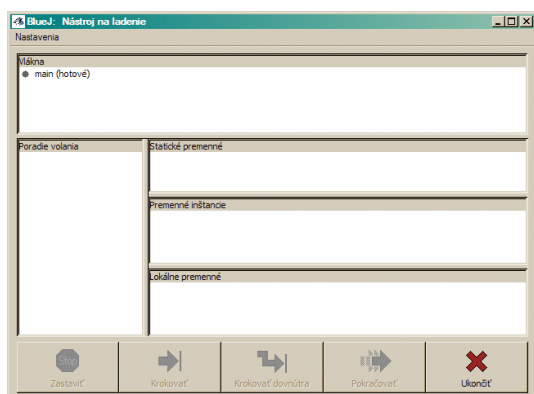 BlueJ: Nástroj na ladenie
Nastavenia
Vlákna
main (hotové)
Poradie volania
Statické premenné
Premenné inštancie
Lokálne premenné
Stop
Zastaviť
Krokovať
Krokovať dovnútra
Pokračovať
Ukončiť